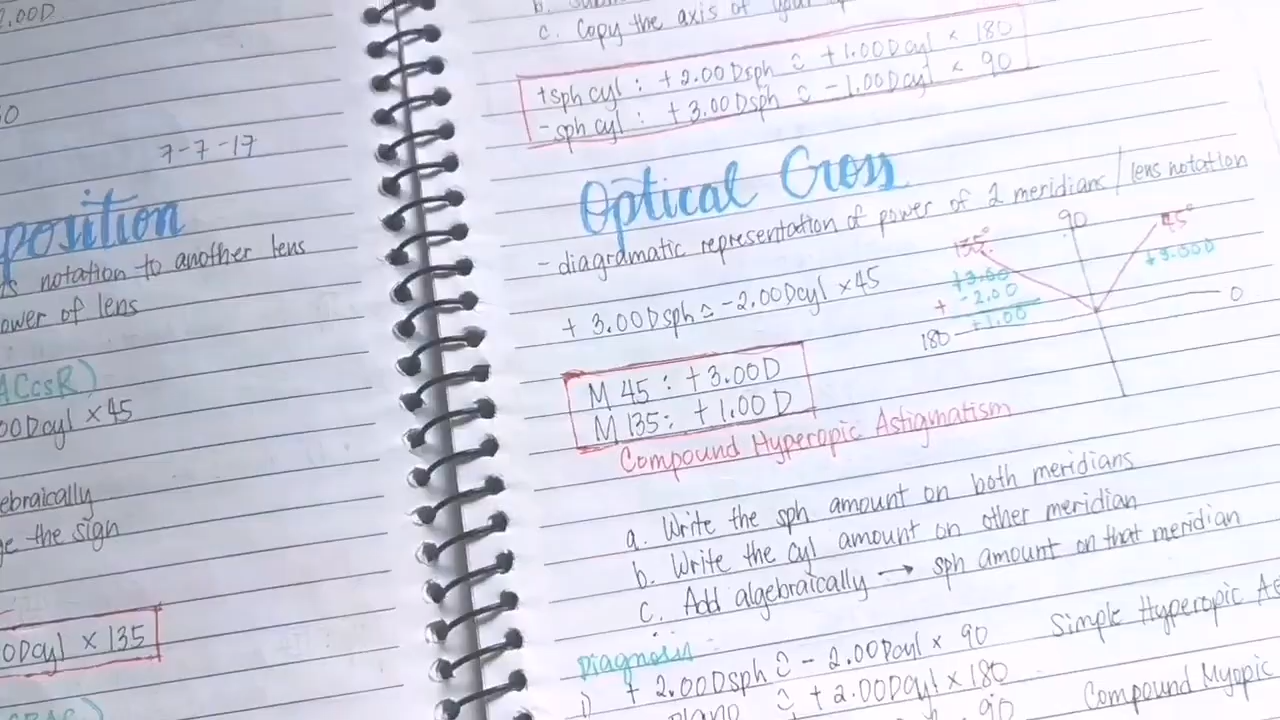 2.00D
7-7-17
position
notation to another lens
power of lens
ACcsR)
00Dcyl × 45
ebraically
the sign
0Dcyl × 135
c. Copy the axis of your
+sph cyl : +2.00Dsph ⊃ +1.00Dcyl × 180
-sph cyl : +3.00Dsph ⊃ -1.00Dcyl × 90
Optical Cross
- diagramatic representation of power of 2 meridians / lens notation
+ 3.00Dsph ⊃ -2.00Dcyl ×45
90
135°
45°
+3.00
+3.00D
+ -2.00
+1.00
180
0
M 45 : +3.00D
M 135: +1.00 D
Compound Hyperopic Astigmatism
a. Write the sph amount on both meridians
b. Write the cyl amount on other meridian
c. Add algebraically → sph amount on that meridian
Diagnosis :
1) + 2.00Dsph ⊃ - 2.00Dcyl × 90 Simple Hyperopic
plano ⊃ + 2.00Dcyl × 180
90 Compound Myopic